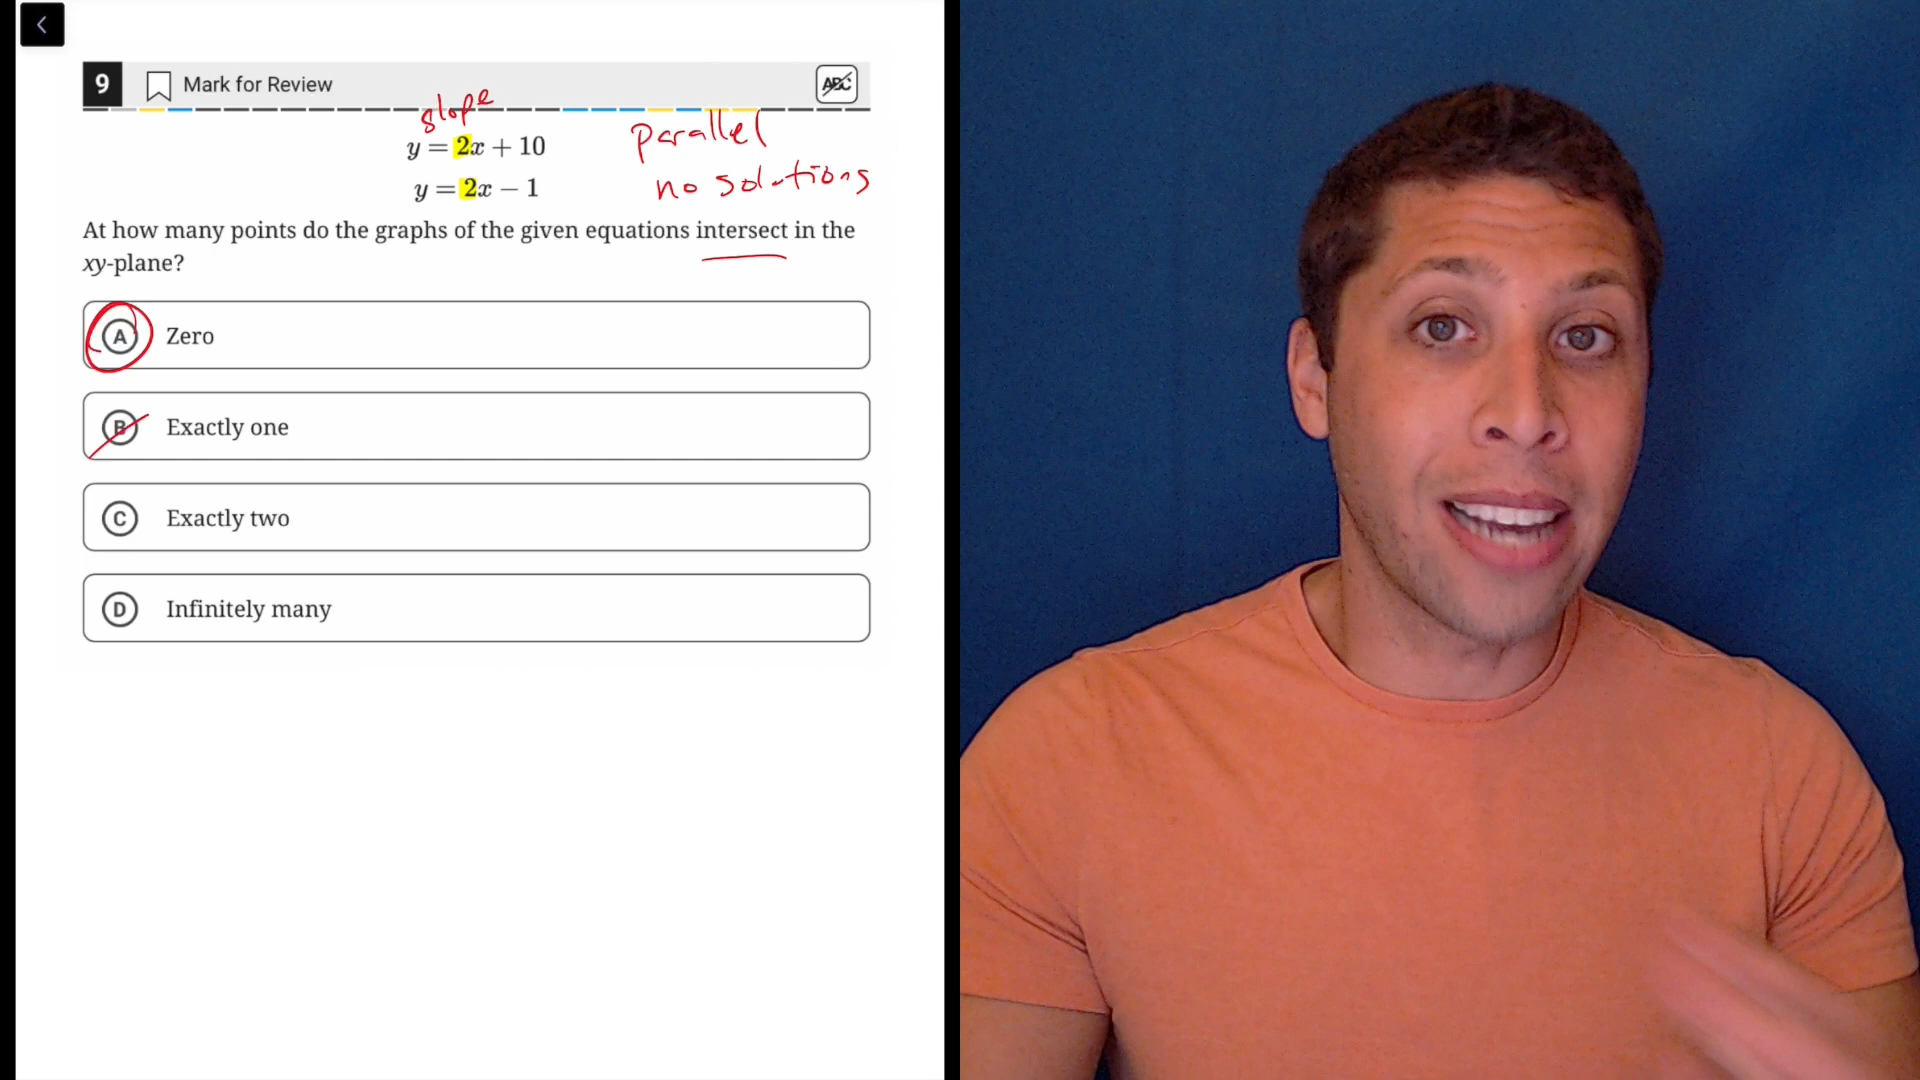 9 Mark for Review ABC
slope
y = 2x + 10
parallel
y = 2x − 1
no solutions
At how many points do the graphs of the given equations intersect in the
xy-plane?
A Zero
B Exactly one
C Exactly two
D Infinitely many